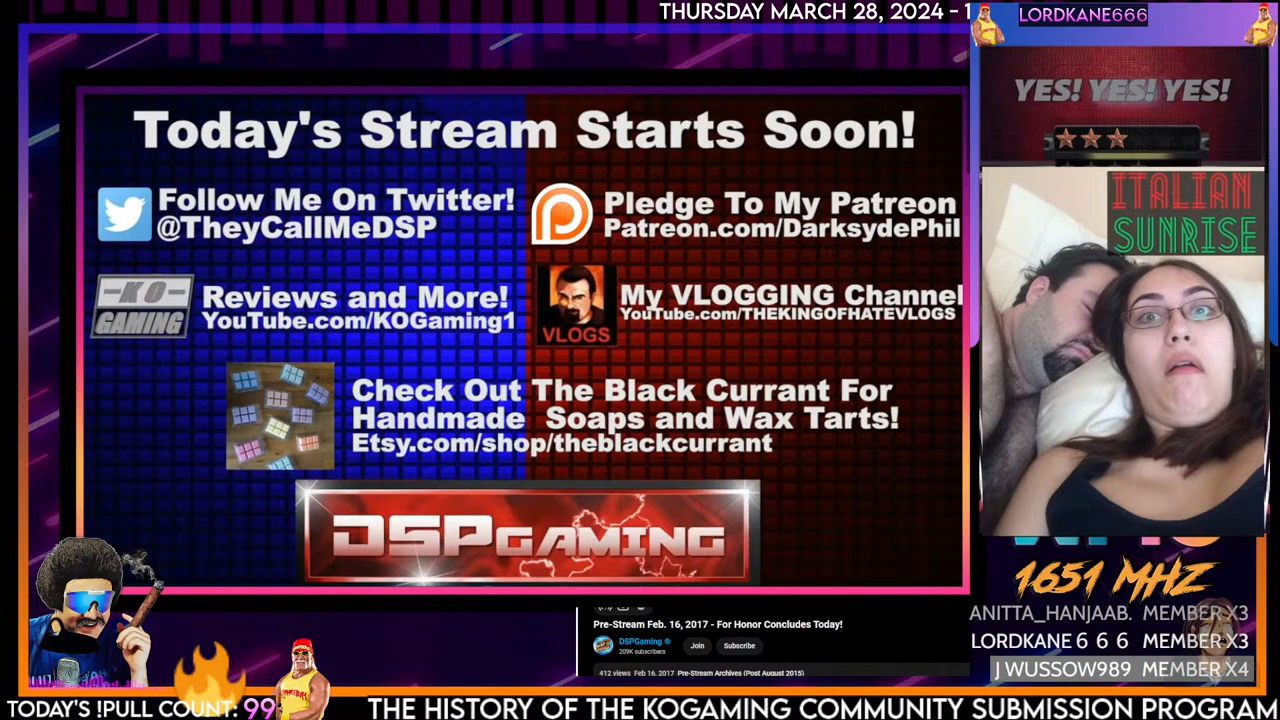 THURSDAY MARCH 28, 2024 - 1
LORDKANE666
YES! YES! YES!
ITALIAN
SUNRISE
Today's Stream Starts Soon!
Follow Me On Twitter!
@TheyCallMeDSP
Pledge To My Patreon
Patreon.com/DarksydePhil
-KO-
GAMING
Reviews and More!
YouTube.com/KOGaming1
VLOGS
My VLOGGING Channel
YouTube.com/THEKINGOFHATEVLOGS
Check Out The Black Currant For
Handmade Soaps and Wax Tarts!
Etsy.com/shop/theblackcurrant
DSPGAMING
1651 MHZ
ANITTA_HANJAAB. MEMBER X3
LORDKANE 6 6 6 MEMBER X3
J WUSSOW989 MEMBER X4
Pre-Stream Feb. 16, 2017 - For Honor Concludes Today!
DSPGaming
209K subscribers
Join
Subscribe
412 views Feb 16, 2017 Pre-Stream Archives (Post August 2015)
TODAY'S !PULL COUNT: 99
THE HISTORY OF THE KOGAMING COMMUNITY SUBMISSION PROGRAM